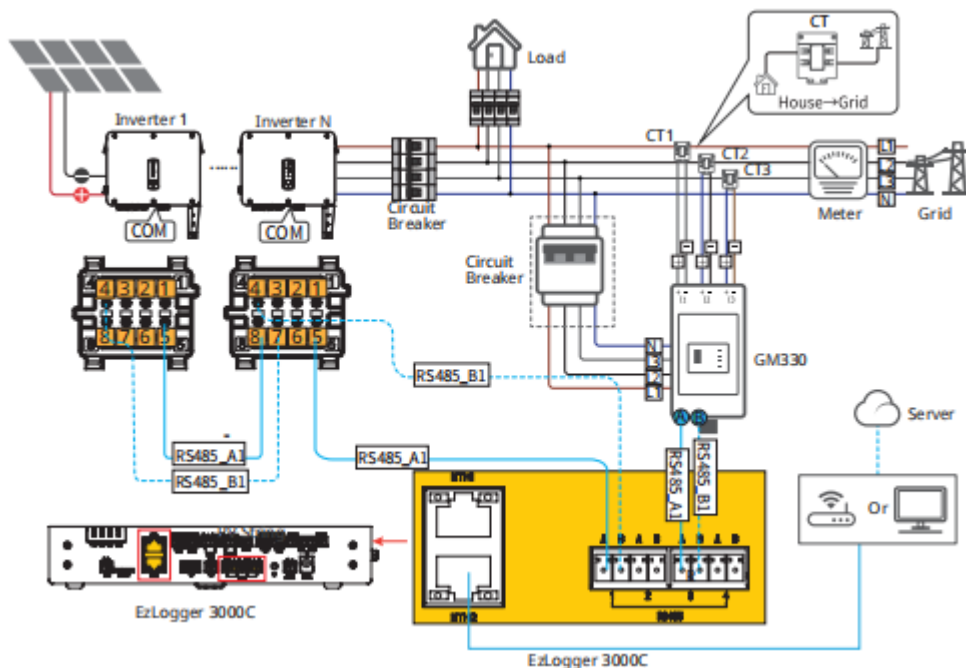 CT
House→Grid
Load
Inverter 1
Inverter N
COM
COM
Circuit
Breaker
CT1
CT2
CT3
L1
L2
L3
N
Meter
Grid
Circuit
Breaker
4 3 2 1
8 7 6 5
4 3 2 1
8 7 6 5
N
L3
L2
L1
GM330
A
B
RS485_B1
RS485_A1
RS485_A1
RS485_B1
RS485_A1
RS485_B1
Server
Or
A B A B A B A B
1 2 3 4
RS485
EzLogger 3000C
EzLogger 3000C